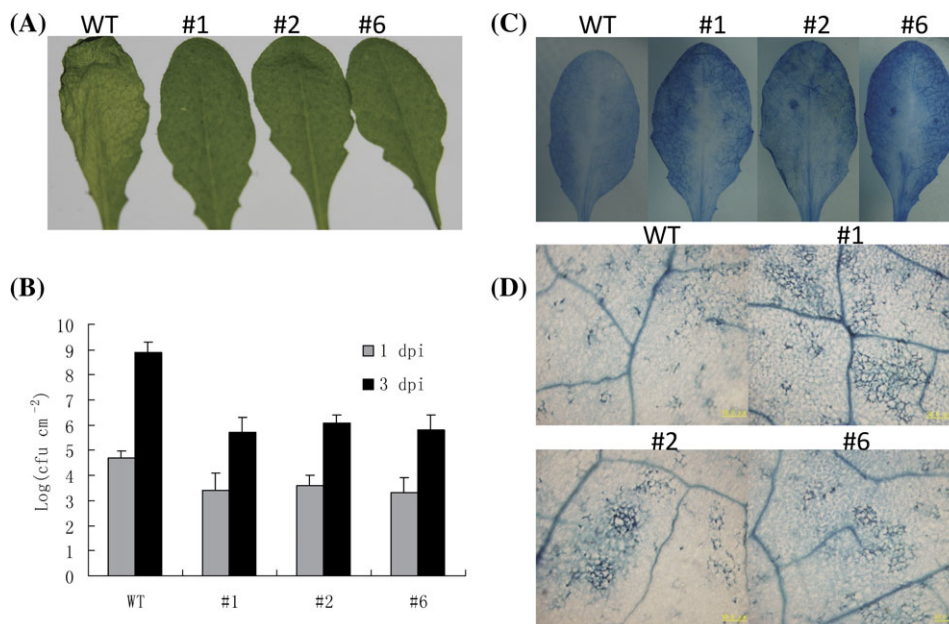 (A)
WT #1 #2 #6
(B)
Log(cfu cm⁻²)
10
9
8
7
6
5
4
3
2
1
0
1 dpi
3 dpi
WT #1 #2 #6
(C)
WT #1 #2 #6
(D)
WT #1
#2 #6